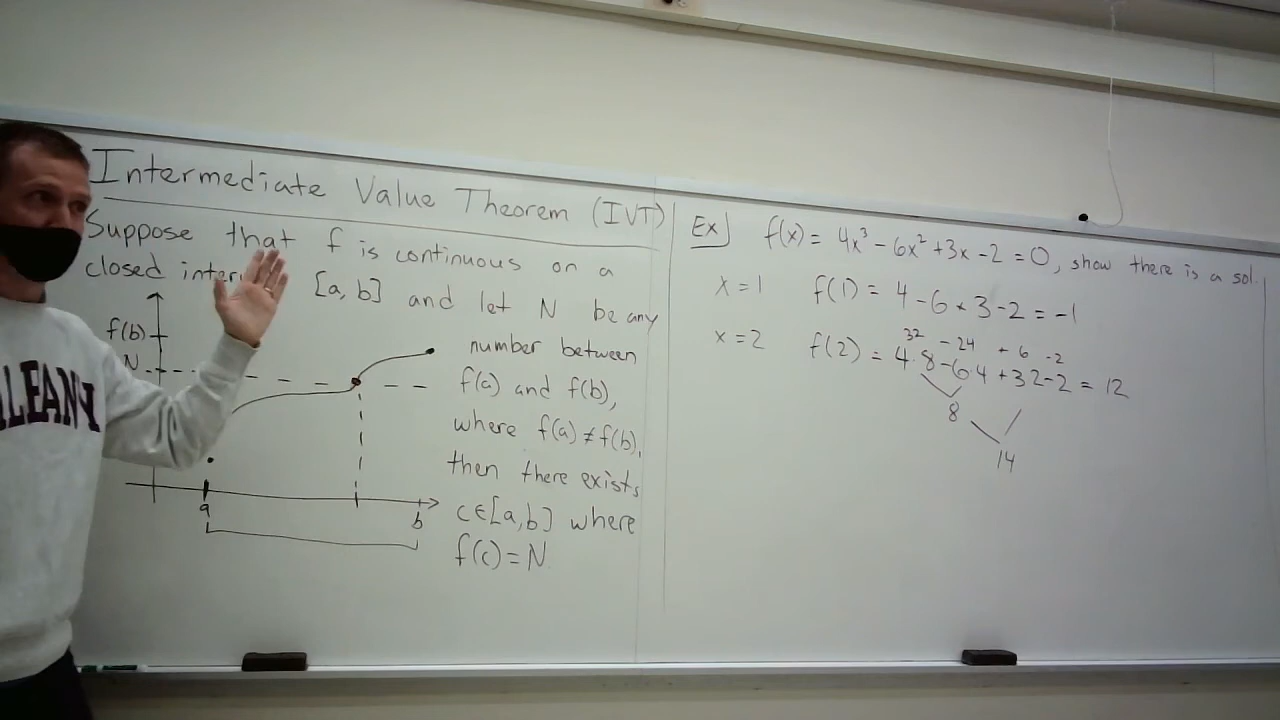 Intermediate Value Theorem (IVT)
Suppose that f is continuous on a
closed inter
[a, b] and let N be any
number between
f(a) and f(b),
where f(a) ≠ f(b),
then there exists
c∈[a,b] where
f(c) = N
f(b)
N
a
b
Ex] f(x) = 4x³ - 6x² + 3x - 2 = 0, show there is a sol.
x = 1 f(1) = 4 - 6 + 3 - 2 = -1
32 - 24 + 6 - 2
x = 2 f(2) = 4·8 - 6·4 + 3·2 - 2 = 12
8
14